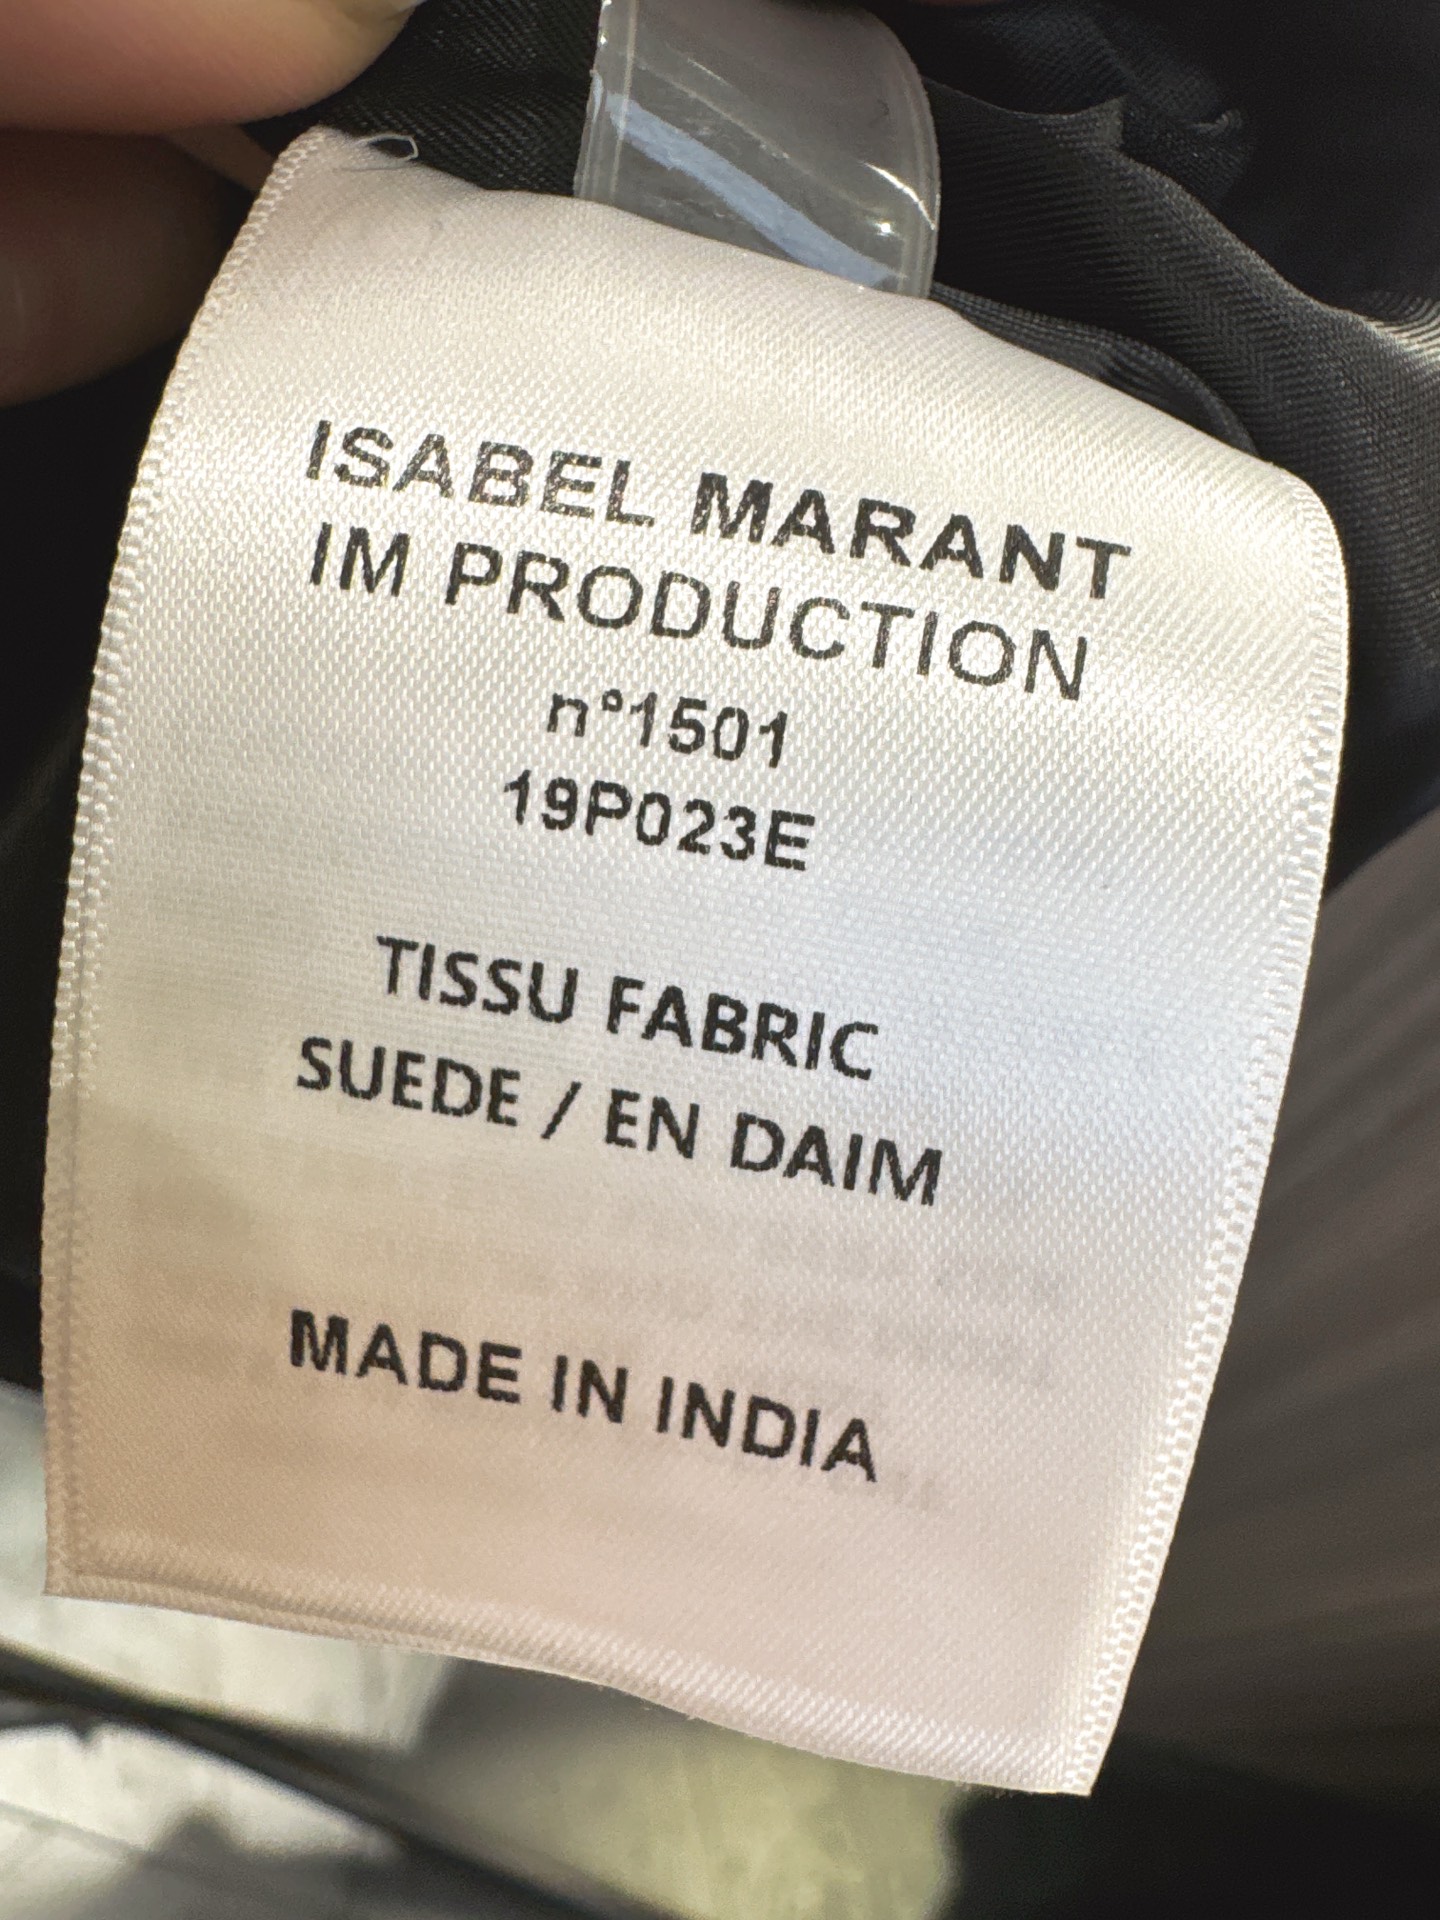 ISABEL MARANT
IM PRODUCTION
n°1501
19P023E
TISSU FABRIC
SUEDE / EN DAIM
MADE IN INDIA